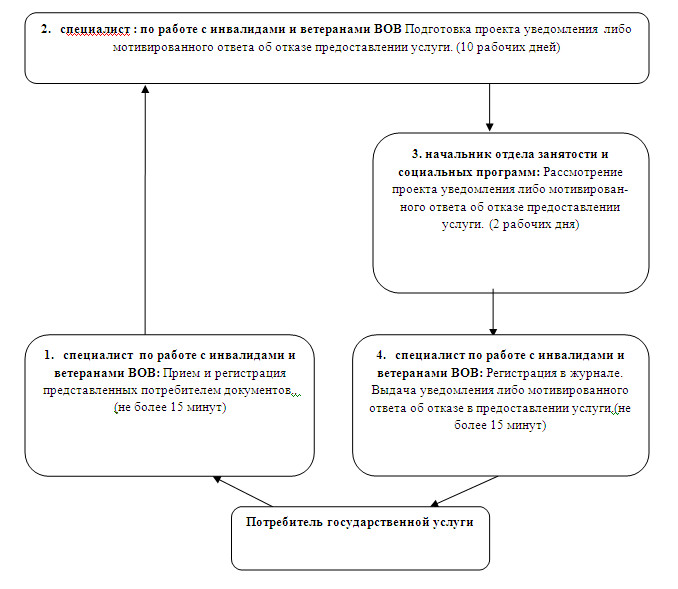 2. специалист : по работе с инвалидами и ветеранами ВОВ Подготовка проекта уведомления либо
мотивированного ответа об отказе предоставлении услуги. (10 рабочих дней)
3. начальник отдела занятости и
социальных программ: Рассмотрение
проекта уведомления либо мотивирован-
ного ответа об отказе предоставлении
услуги. (2 рабочих дня)
1. специалист по работе с инвалидами и
ветеранами ВОВ: Прием и регистрация
представленных потребителем документов..
(не более 15 минут)
4. специалист по работе с инвалидами и
ветеранами ВОВ: Регистрация в журнале.
Выдача уведомления либо мотивированного
ответа об отказе в предоставлении услуги,(не
более 15 минут)
Потребитель государственной услуги